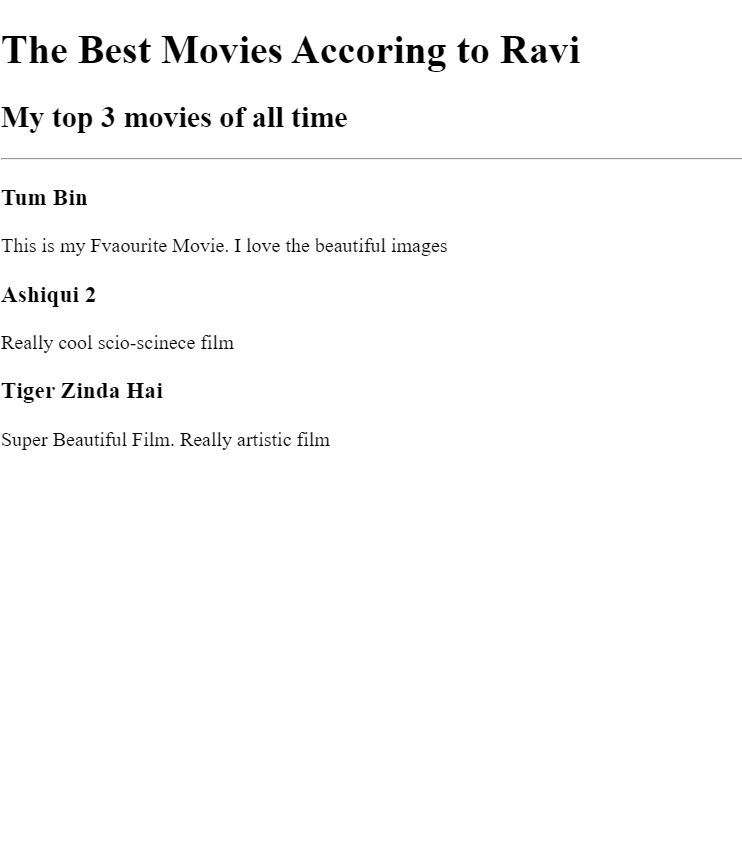 The Best Movies Accoring to Ravi
My top 3 movies of all time
Tum Bin
This is my Fvaourite Movie. I love the beautiful images
Ashiqui 2
Really cool scio-scinece film
Tiger Zinda Hai
Super Beautiful Film. Really artistic film